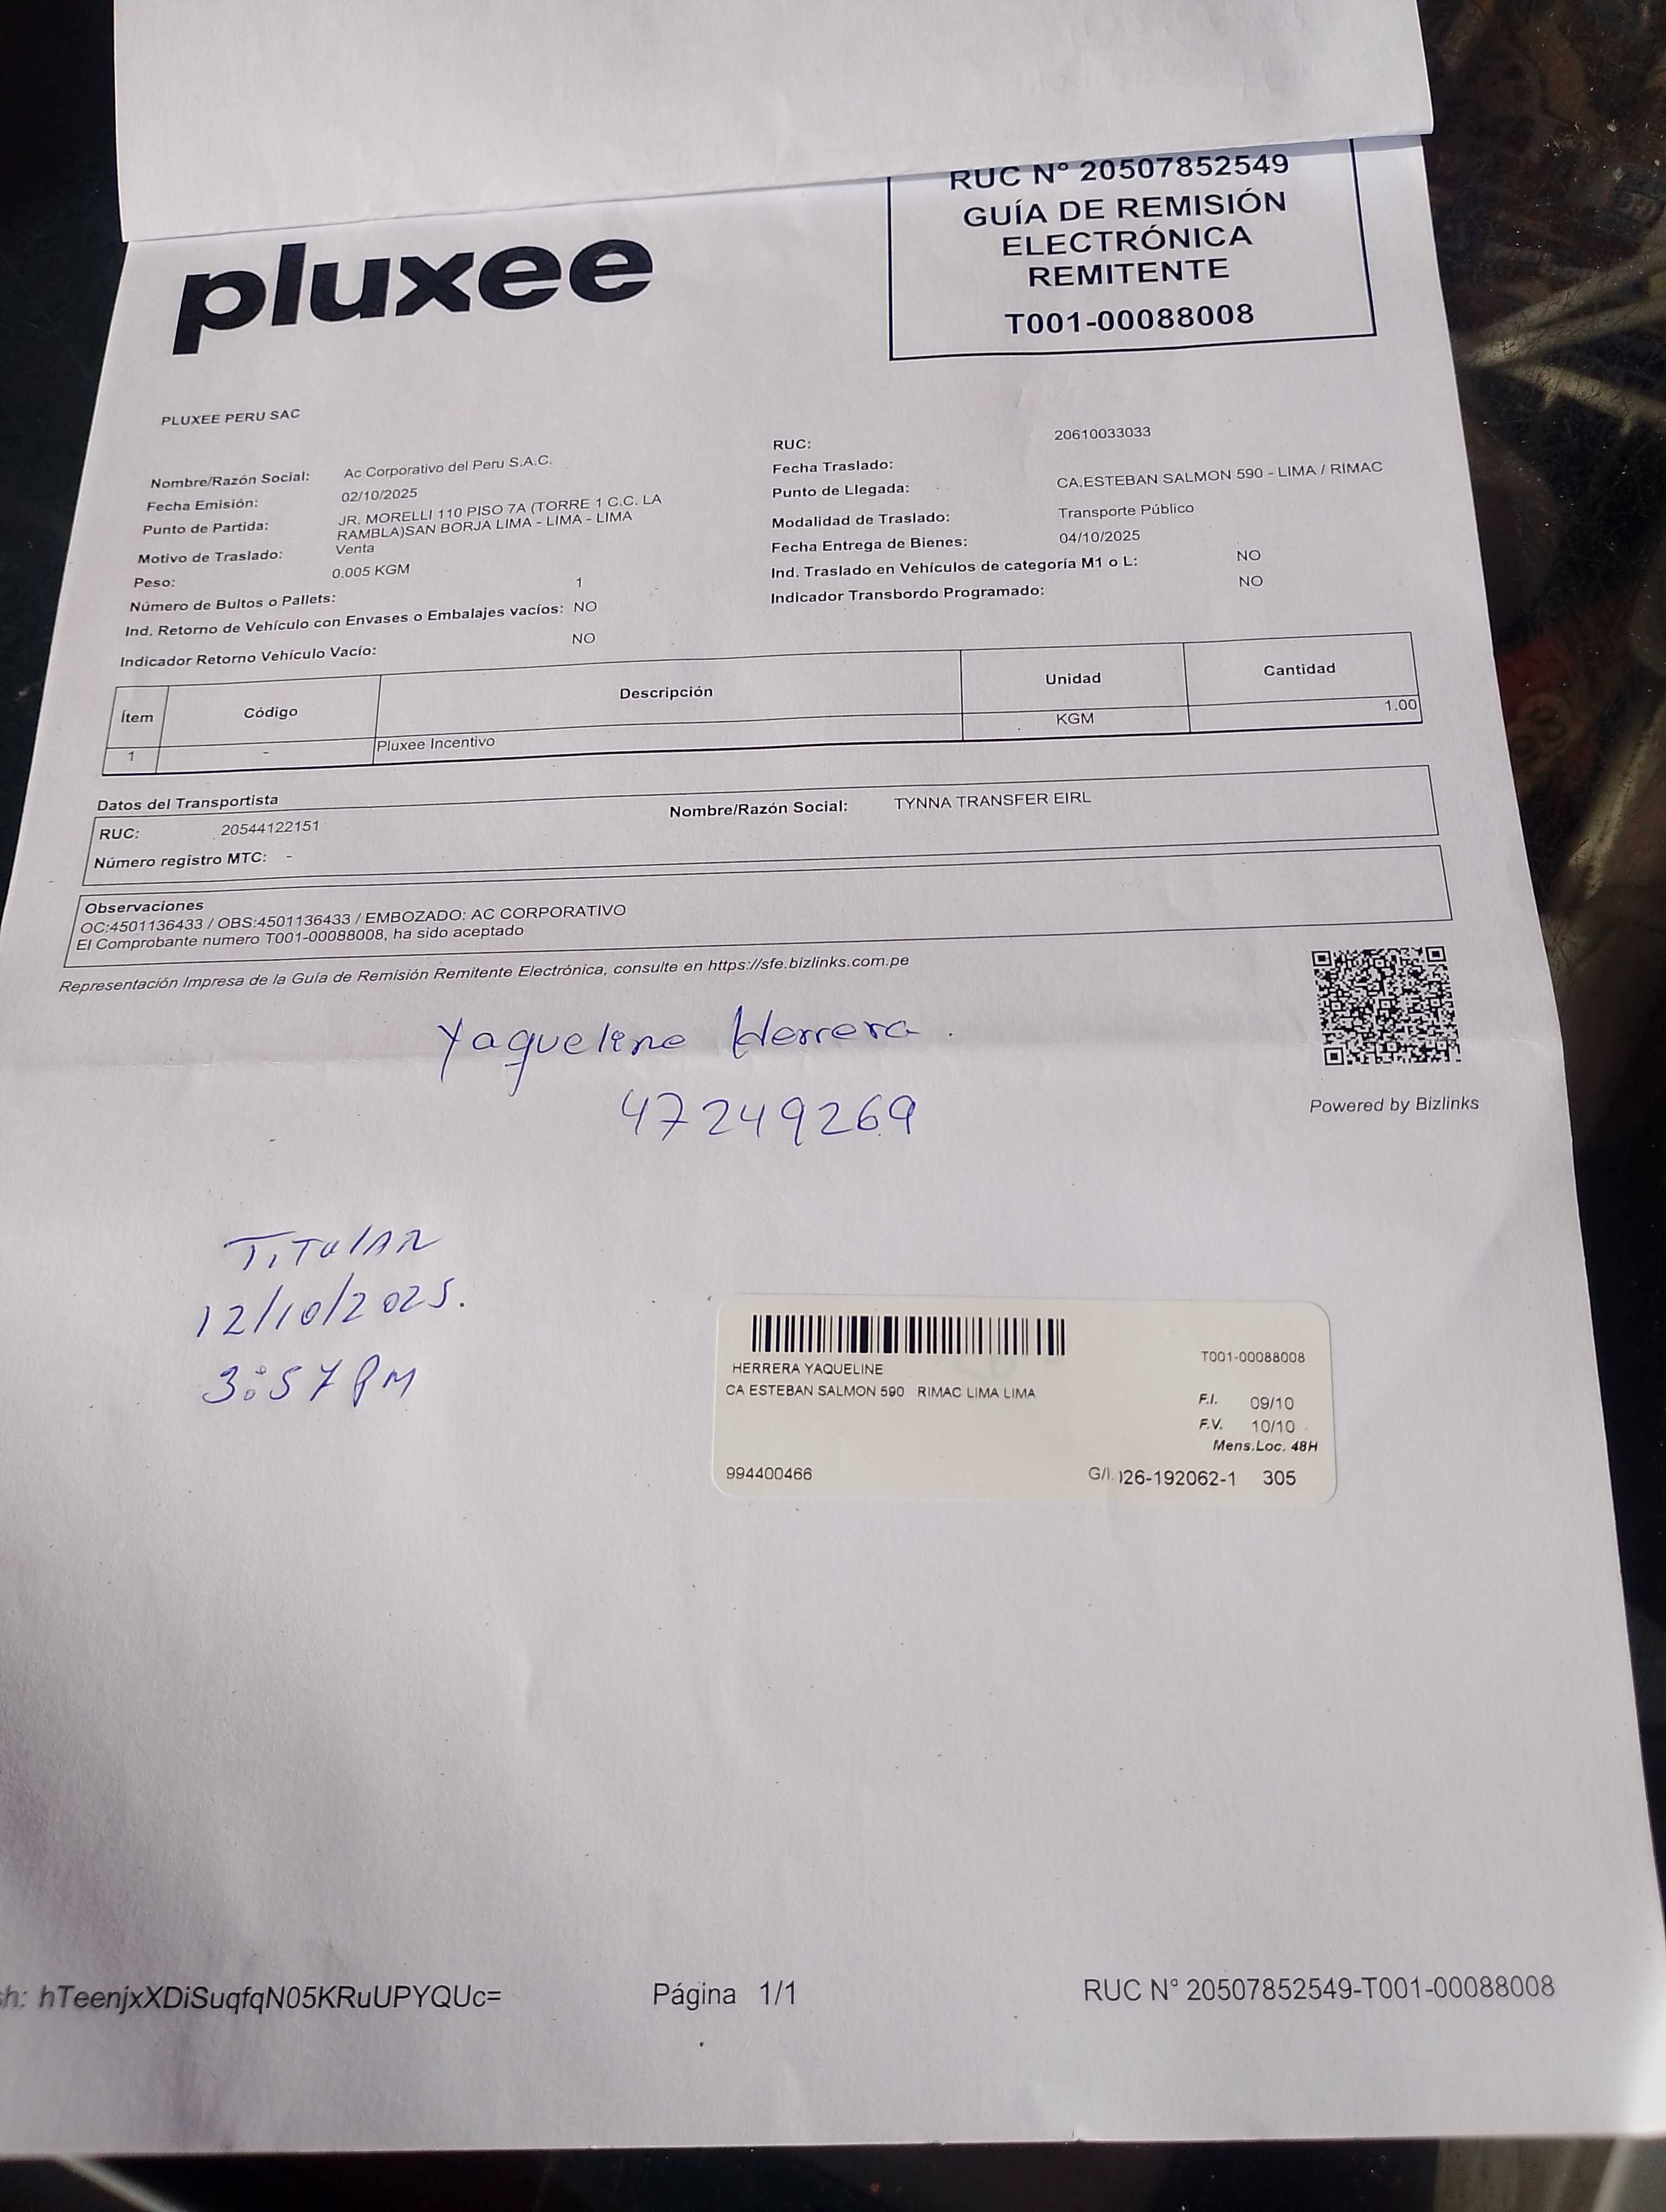 RUC N° 20507852549
GUÍA DE REMISIÓN
ELECTRÓNICA
REMITENTE
T001-00088008
pluxee
PLUXEE PERU SAC
Nombre/Razón Social: Ac Corporativo del Peru S.A.C.
Fecha Emisión: 02/10/2025
Punto de Partida: JR. MORELLI 110 PISO 7A (TORRE 1 C.C. LA
RAMBLA)SAN BORJA LIMA - LIMA - LIMA
Motivo de Traslado: Venta
Peso: 0.005 KGM
Número de Bultos o Pallets: 1
Ind. Retorno de Vehículo con Envases o Embalajes vacíos: NO
Indicador Retorno Vehículo Vacío: NO
RUC: 20610033033
Fecha Traslado:
Punto de Llegada: CA.ESTEBAN SALMON 590 - LIMA / RIMAC
Modalidad de Traslado: Transporte Público
Fecha Entrega de Bienes: 04/10/2025
Ind. Traslado en Vehículos de categoría M1 o L: NO
Indicador Transbordo Programado: NO
Ítem Código Descripción Unidad Cantidad
1 - Pluxee Incentivo KGM 1.00
Datos del Transportista
RUC: 20544122151 Nombre/Razón Social: TYNNA TRANSFER EIRL
Número registro MTC: -
Observaciones
OC:4501136433 / OBS:4501136433 / EMBOZADO: AC CORPORATIVO
El Comprobante numero T001-00088008, ha sido aceptado
Representación Impresa de la Guía de Remisión Remitente Electrónica, consulte en https://sfe.bizlinks.com.pe
Yaqueline Herrera.
47249269
Powered by Bizlinks
TiTulAR
12/10/2025.
3:57 PM
HERRERA YAQUELINE
CA ESTEBAN SALMON 590 RIMAC LIMA LIMA
994400466
T001-00088008
F.I. 09/10
F.V. 10/10
Mens.Loc. 48H
G/I. 026-192062-1 305
sh: hTeenjxXDiSuqfqN05KRuUPYQUc= Página 1/1 RUC N° 20507852549-T001-00088008